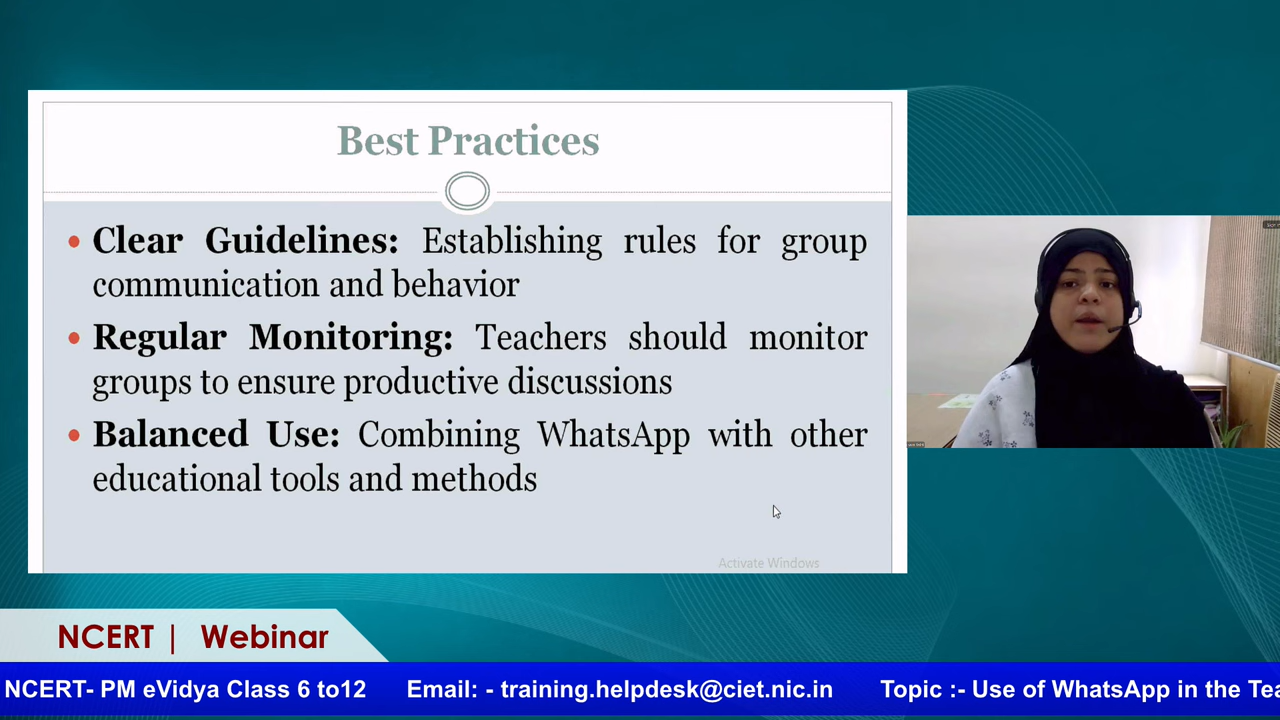 Best Practices
Clear Guidelines: Establishing rules for group
communication and behavior
Regular Monitoring: Teachers should monitor
groups to ensure productive discussions
Balanced Use: Combining WhatsApp with other
educational tools and methods
Activate Windows
NCERT | Webinar
NCERT- PM eVidya Class 6 to12 Email: - training.helpdesk@ciet.nic.in Topic :- Use of WhatsApp in the Tea